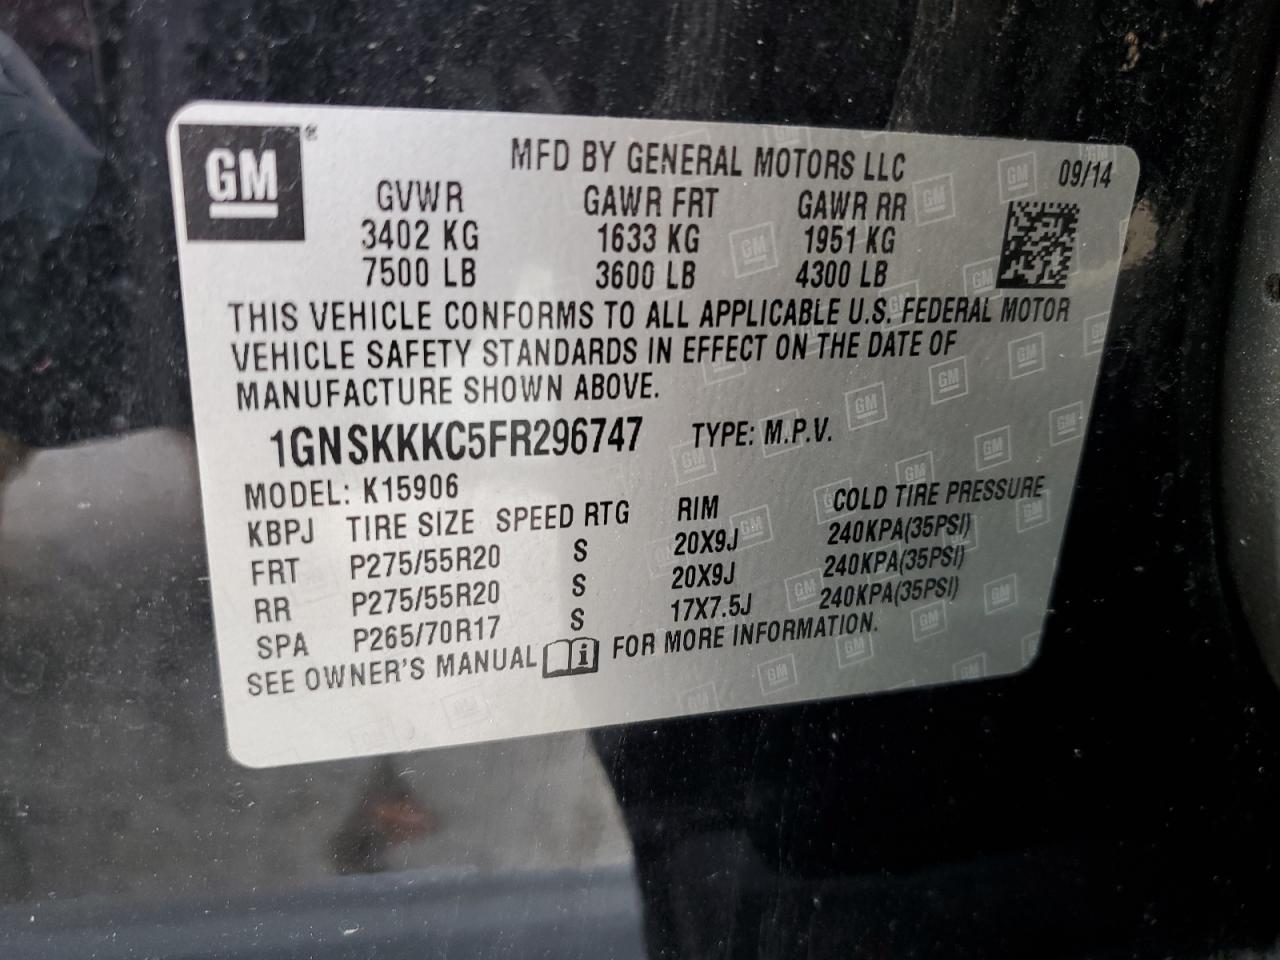 GM ®
MFD BY GENERAL MOTORS LLC 09/14
GVWR GAWR FRT GAWR RR
3402 KG 1633 KG 1951 KG
7500 LB 3600 LB 4300 LB
THIS VEHICLE CONFORMS TO ALL APPLICABLE U.S. FEDERAL MOTOR
VEHICLE SAFETY STANDARDS IN EFFECT ON THE DATE OF
MANUFACTURE SHOWN ABOVE.
1GNSKKKC5FR296747 TYPE: M.P.V.
MODEL: K15906
KBPJ TIRE SIZE SPEED RTG RIM COLD TIRE PRESSURE
FRT P275/55R20 S 20X9J 240KPA(35PSI)
RR P275/55R20 S 20X9J 240KPA(35PSI)
SPA P265/70R17 S 17X7.5J 240KPA(35PSI)
SEE OWNER'S MANUAL i FOR MORE INFORMATION.